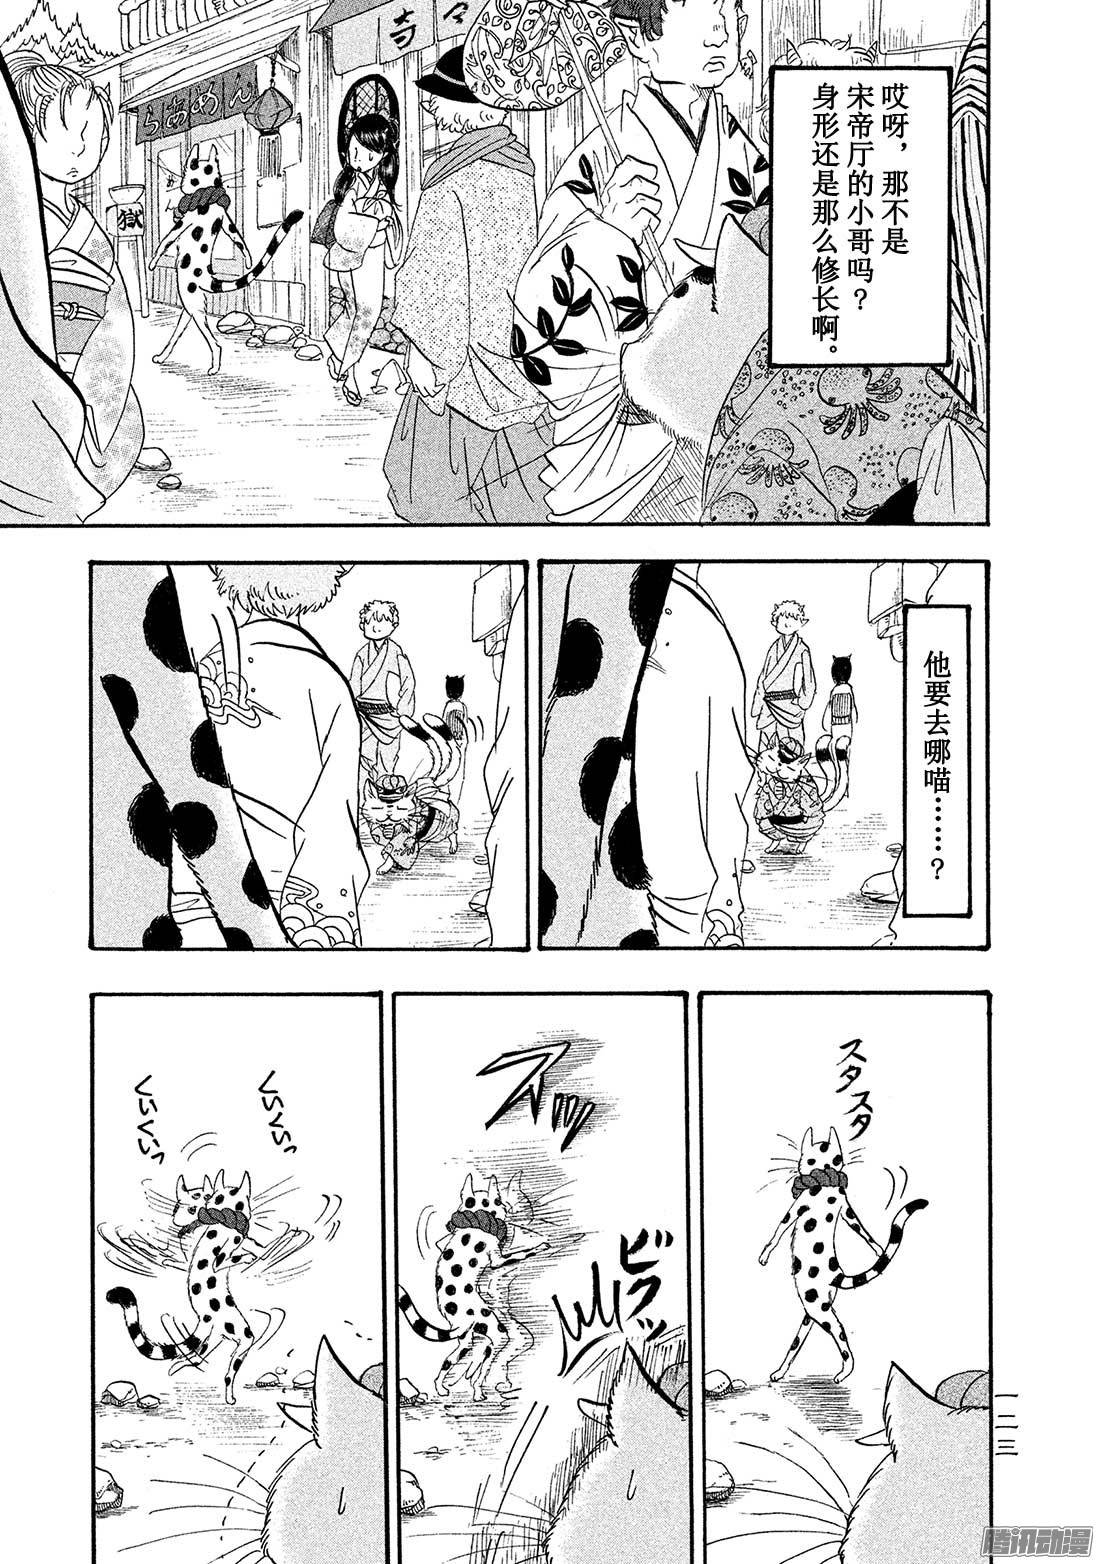 哎呀，那不是
宋帝厅的小哥吗？
身形还是那么修长啊。
らあめん
獄
他要去哪喵……？
スタスタ
スッ
ビクッ
くらくらっ
くいくいっ
一二三
腾讯动漫